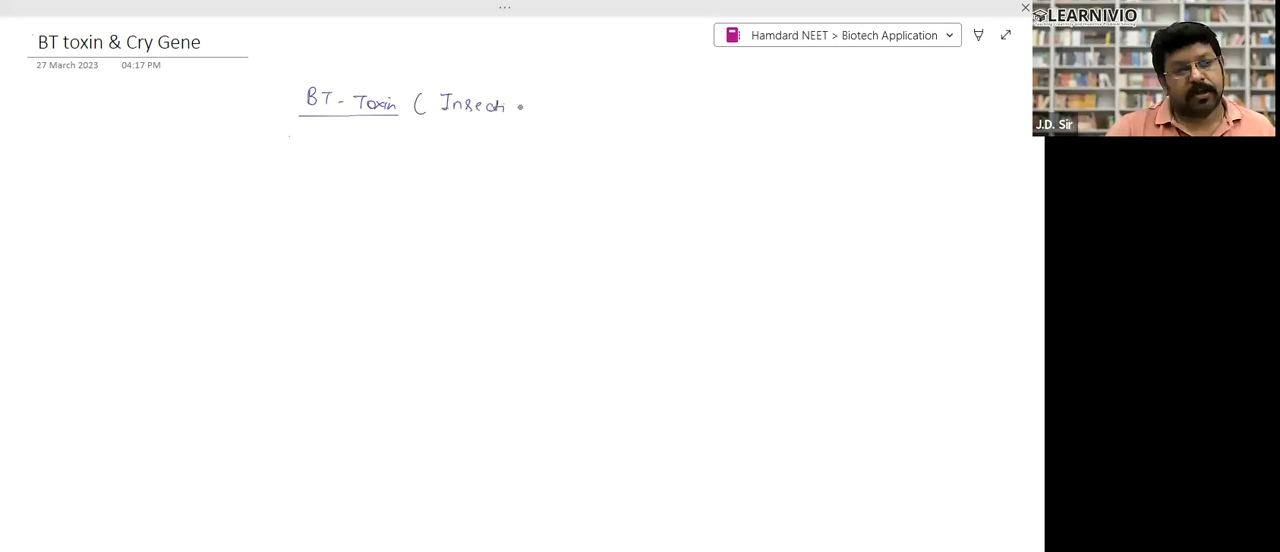 BT toxin & Cry Gene
27 March 2023 04:17 PM
Hamdard NEET > Biotech Application
LEARNIVIO
J.D. Sir
BT - Toxin ( Insecti